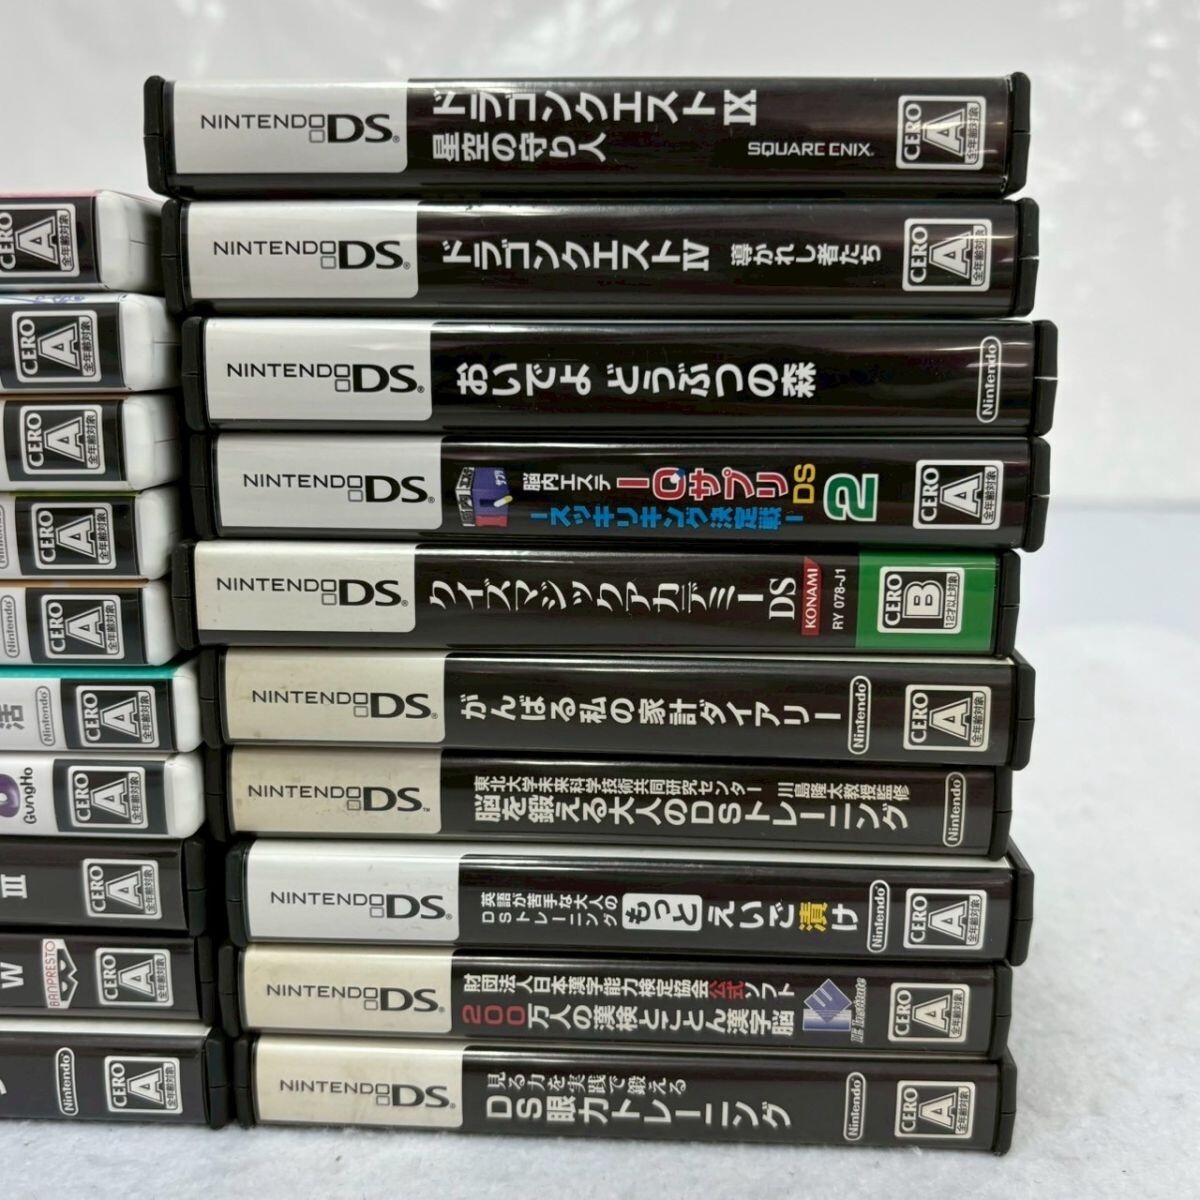 NINTENDO DS
ドラゴンクエストIX
星空の守り人
SQUARE ENIX
CERO A 全年齢対象
NINTENDO DS
ドラゴンクエストIV 導かれし者たち
CERO A 全年齢対象
NINTENDO DS
おいでよ どうぶつの森
Nintendo
NINTENDO DS
サプリ
脳内エステ IQサプリDS 2
-スッキリキング決定戦-
CERO A 全年齢対象
NINTENDO DS
クイズマジックアカデミーDS
KONAMI
RY 078-J1
CERO B 12才以上対象
NINTENDO DS
がんばる私の家計ダイアリー
Nintendo
CERO A 全年齢対象
NINTENDO DS
東北大学未来科学技術共同研究センター 川島隆太教授監修
脳を鍛える大人のDSトレーニング
Nintendo
NINTENDO DS
英語が苦手な大人の
DSトレーニング
もっと えいご漬け
Nintendo
CERO A 全年齢対象
NINTENDO DS
財団法人日本漢字能力検定協会公式ソフト
200万人の漢検とことん漢字脳
IE Institute
CERO A 全年齢対象
NINTENDO DS
見る力を実践で鍛える
DS眼力トレーニング
Nintendo
CERO A 全年齢対象
CERO A 全年齢対象
CERO A 全年齢対象
CERO A 全年齢対象
Nintendo
CERO A 全年齢対象
Nintendo
CERO A 全年齢対象
活
Nintendo
CERO A 全年齢対象
GungHo
CERO A 全年齢対象
III
CERO A 全年齢対象
W
BANPRESTO
CERO A 全年齢対象
Nintendo
CERO A 全年齢対象